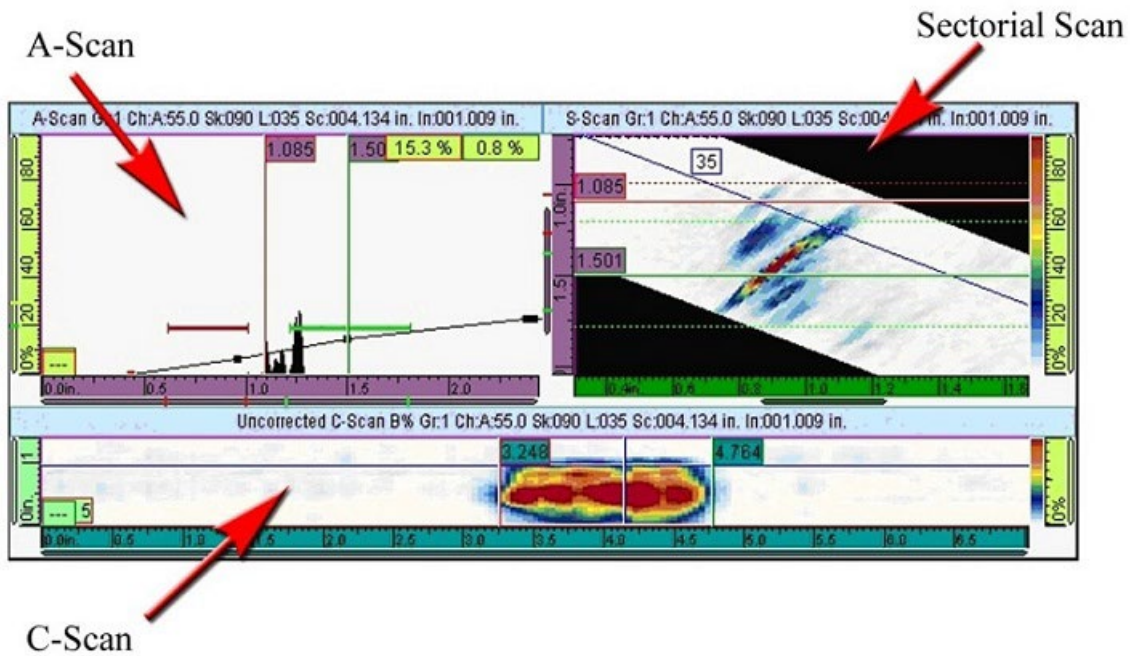 Sectorial Scan
A-Scan
A-Scan Gr:1 Ch:A:55.0 Sk:090 L:035 Sc:004.134 in. In:001.009 in.
S-Scan Gr:1 Ch:A:55.0 Sk:090 L:035 Sc:004. in. In:001.009 in.
1.085 1.50 15.3 % 0.8 %
35
1.085
1.501
80
60
40
20
0%
---
0.0in. 0.5 1.0 1.5 2.0
1.0in.
1.5
0.4in. 0.6 0.8 1.0 1.2 1.4 1.6
80
60
40
20
0%
Uncorrected C-Scan B% Gr:1 Ch:A:55.0 Sk:090 L:035 Sc:004.134 in. In:001.009 in.
3.248 4.764
0in.
--- 5
0%
0.0in. 0.5 1.0 1.5 2.0 2.5 3.0 3.5 4.0 4.5 5.0 5.5 6.0 6.5
C-Scan